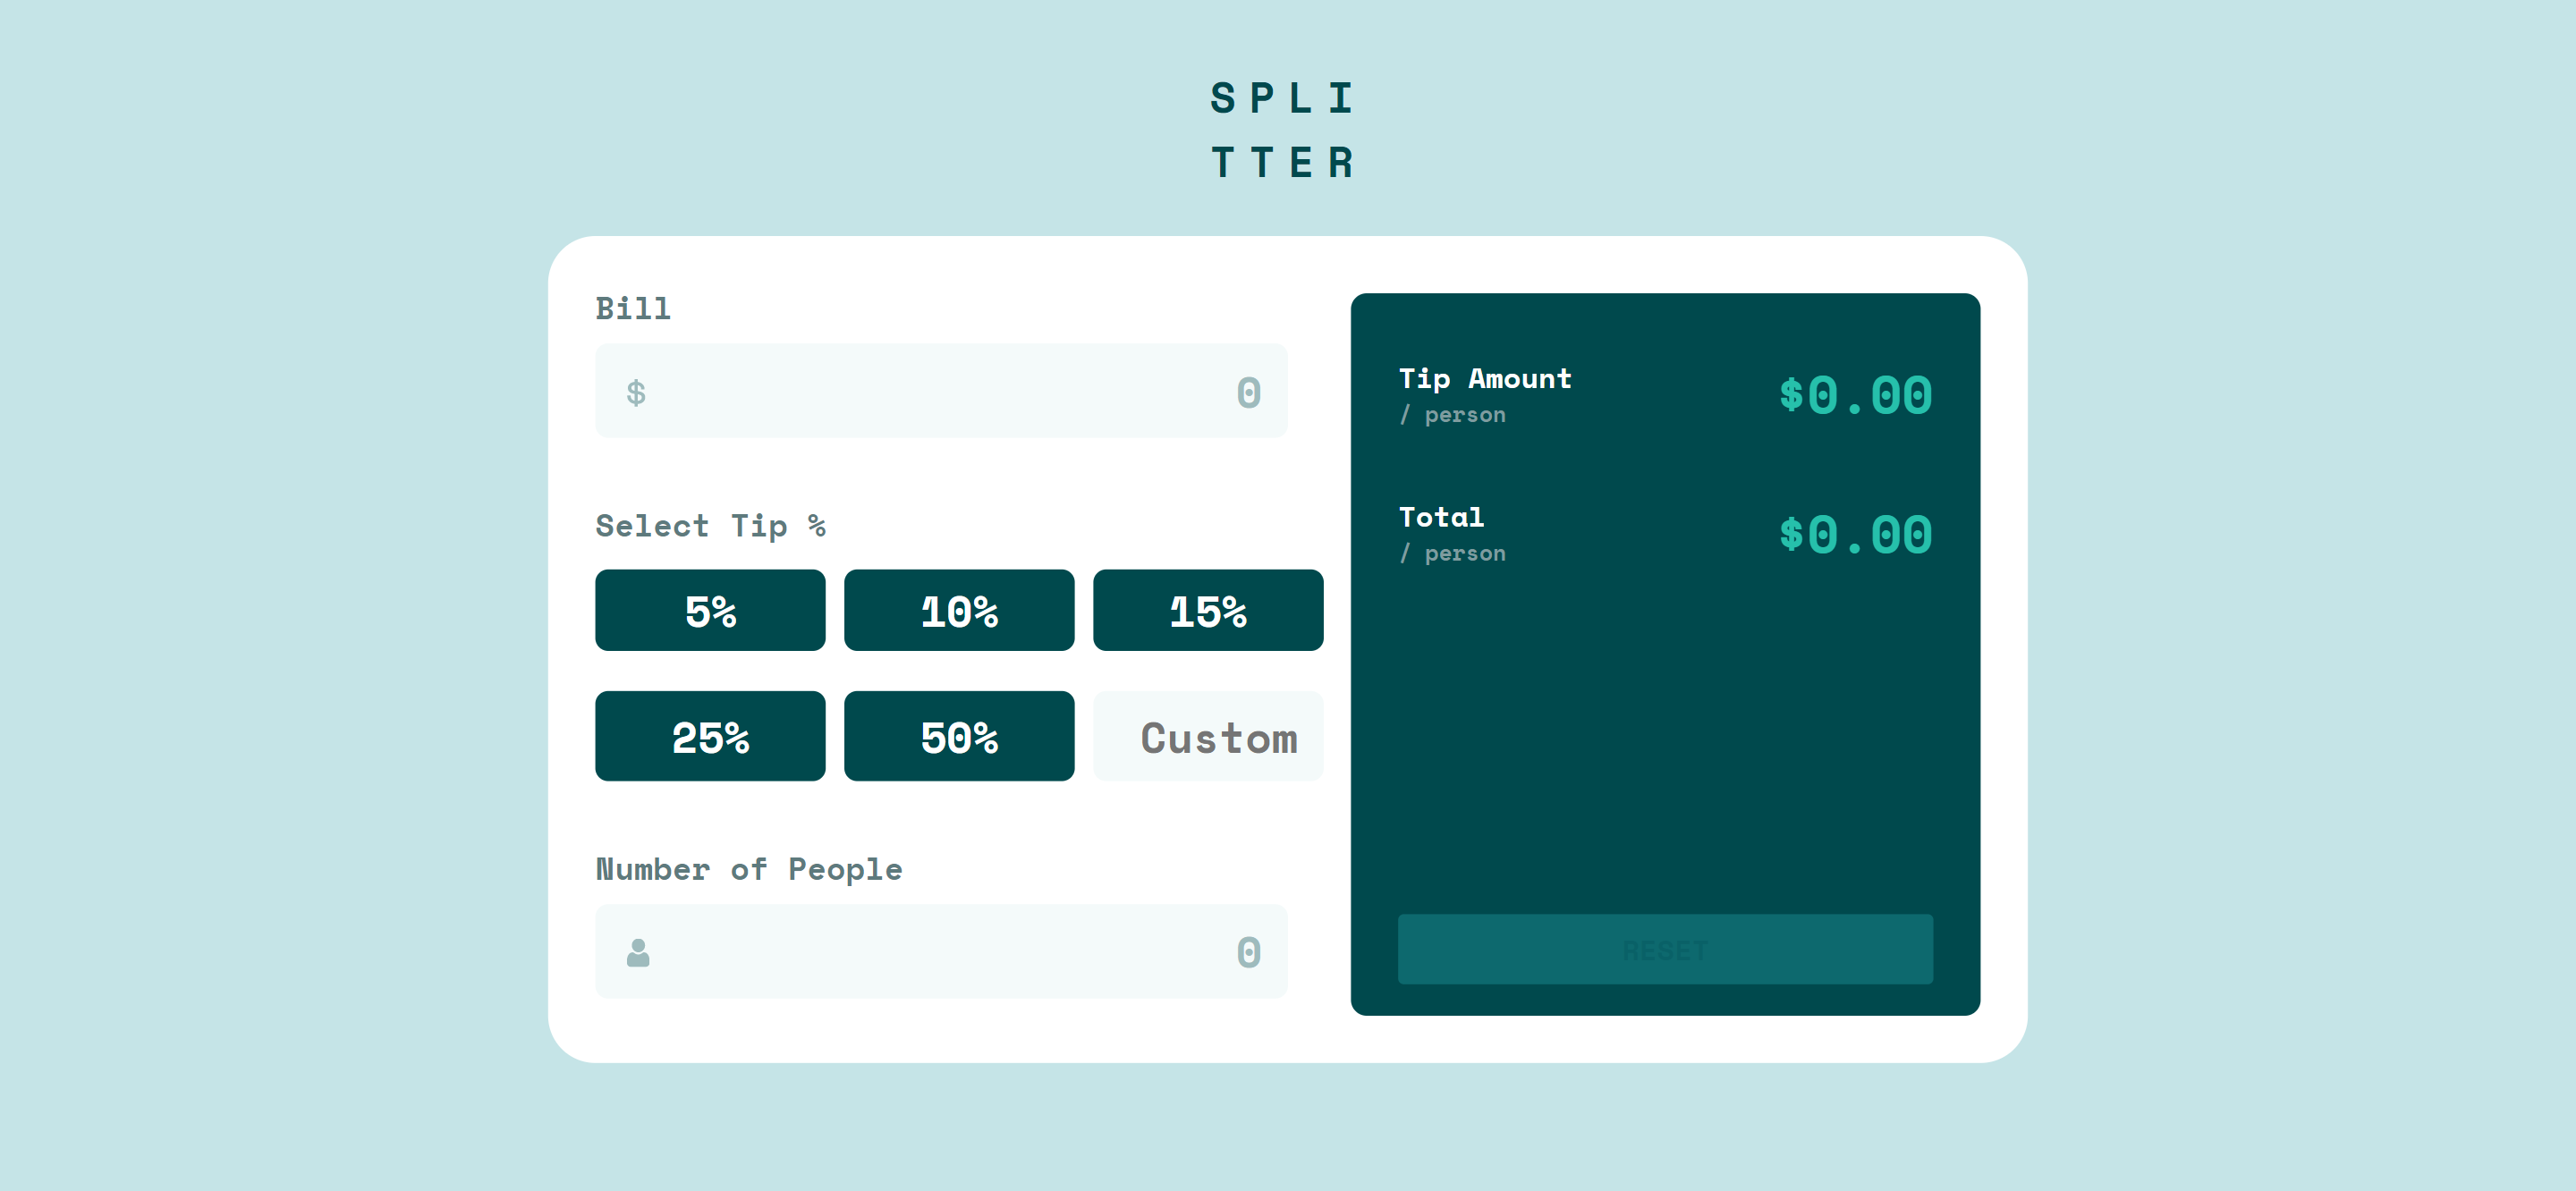 SPLI
TTER
Bill
$ 0
Select Tip %
5% 10% 15%
25% 50% Custom
Number of People
0
Tip Amount
/ person
$0.00
Total
/ person
$0.00
RESET